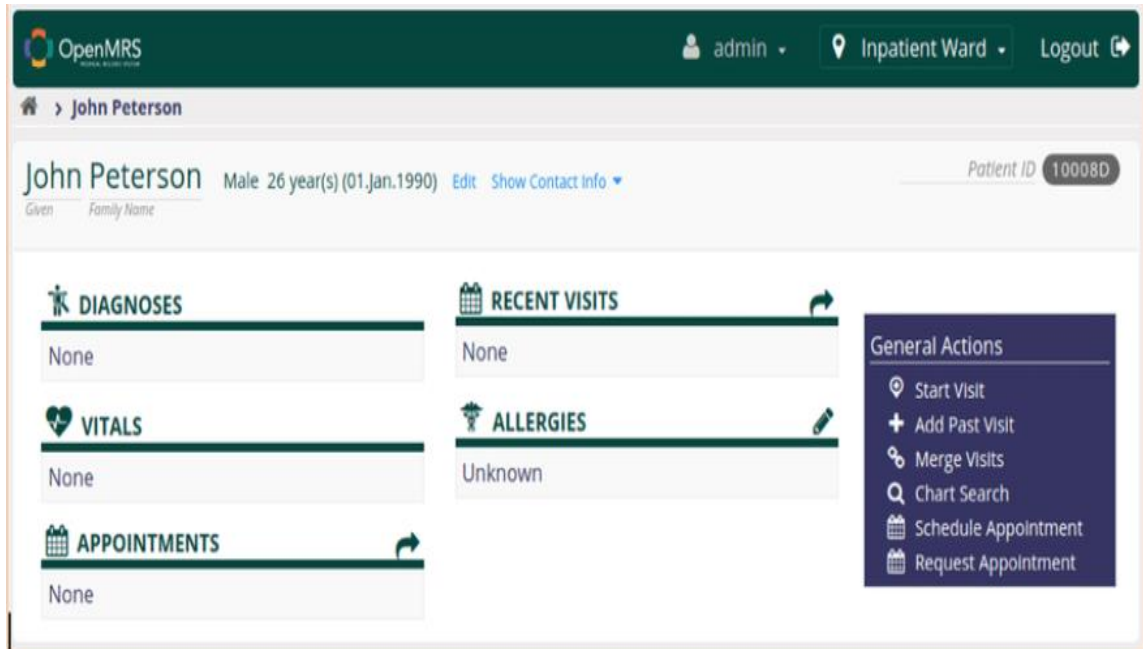 OpenMRS
admin
Inpatient Ward
Logout
John Peterson
John Peterson Male 26 year(s) (01.Jan.1990) Edit Show Contact Info
Given Family Name
Patient ID 10008D
DIAGNOSES
None
VITALS
None
APPOINTMENTS
None
RECENT VISITS
None
ALLERGIES
Unknown
General Actions
Start Visit
Add Past Visit
Merge Visits
Chart Search
Schedule Appointment
Request Appointment